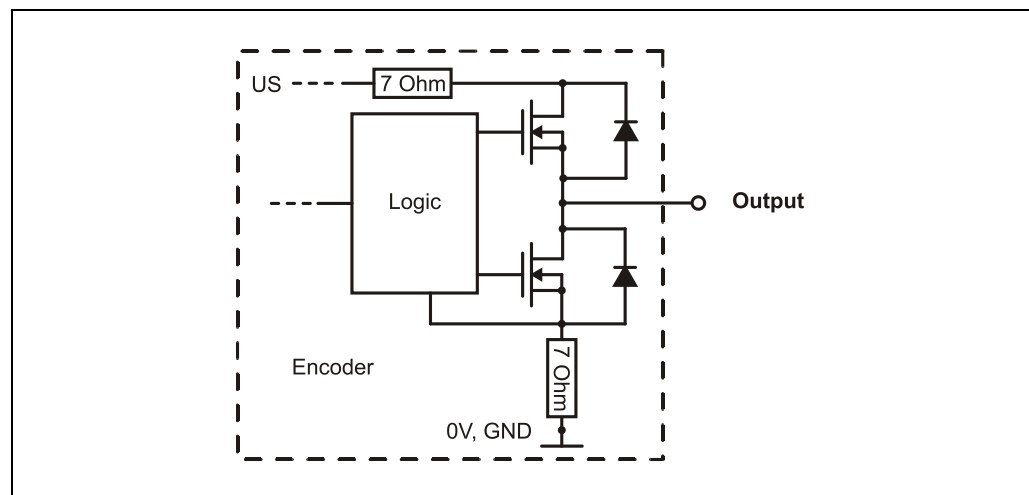 US
7 Ohm
Logic
Output
7 Ohm
Encoder
0V, GND